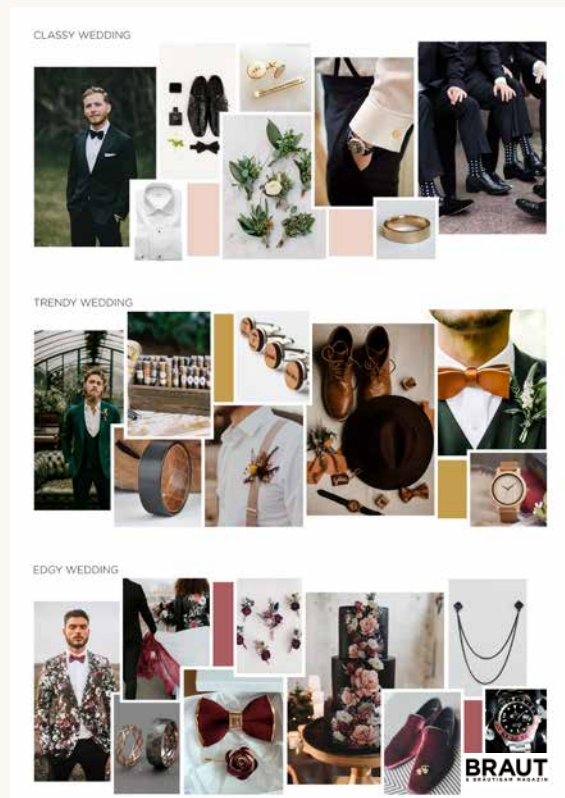 CLASSY WEDDING
TRENDY WEDDING
EDGY WEDDING
BRAUT
& BRÄUTIGAM MAGAZIN